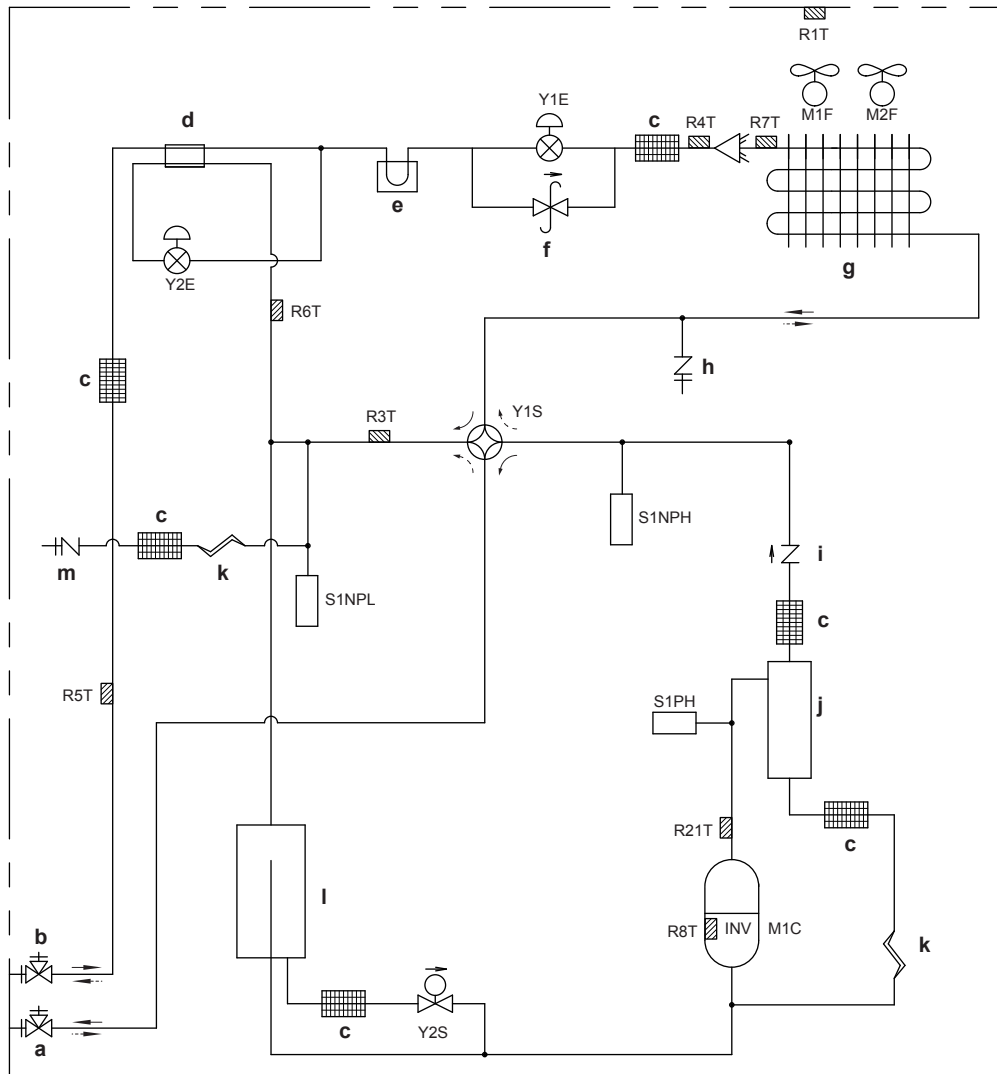 R1T
M1F M2F
Y1E
d c R4T R7T
e
f
Y2E g
R6T
c h
R3T Y1S
c S1NPH
m k i
S1NPL
c
R5T S1PH j
R21T c
l
R8T INV M1C
b k
c Y2S
a